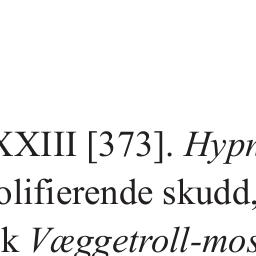 XXIII [373]. Hypn
olifierende skudd,
k Væggetroll-mos